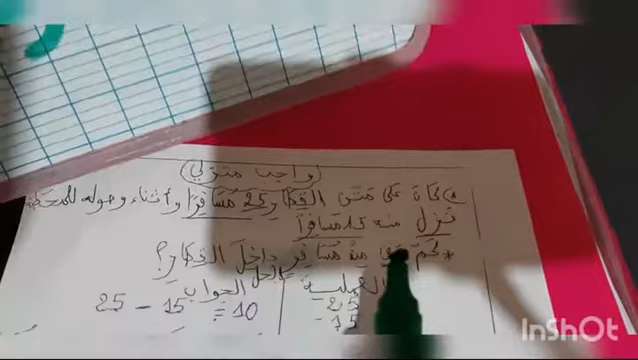 واجب منزلي
كان على متن القطار 25 مسافرا وأثناء وصوله للمحطة
نزل منه 15 مسافرا
* كم بقي من مسافر داخل القطار؟
العملية الحل الجواب
25 25 - 15 = 10
- 15
InShOt